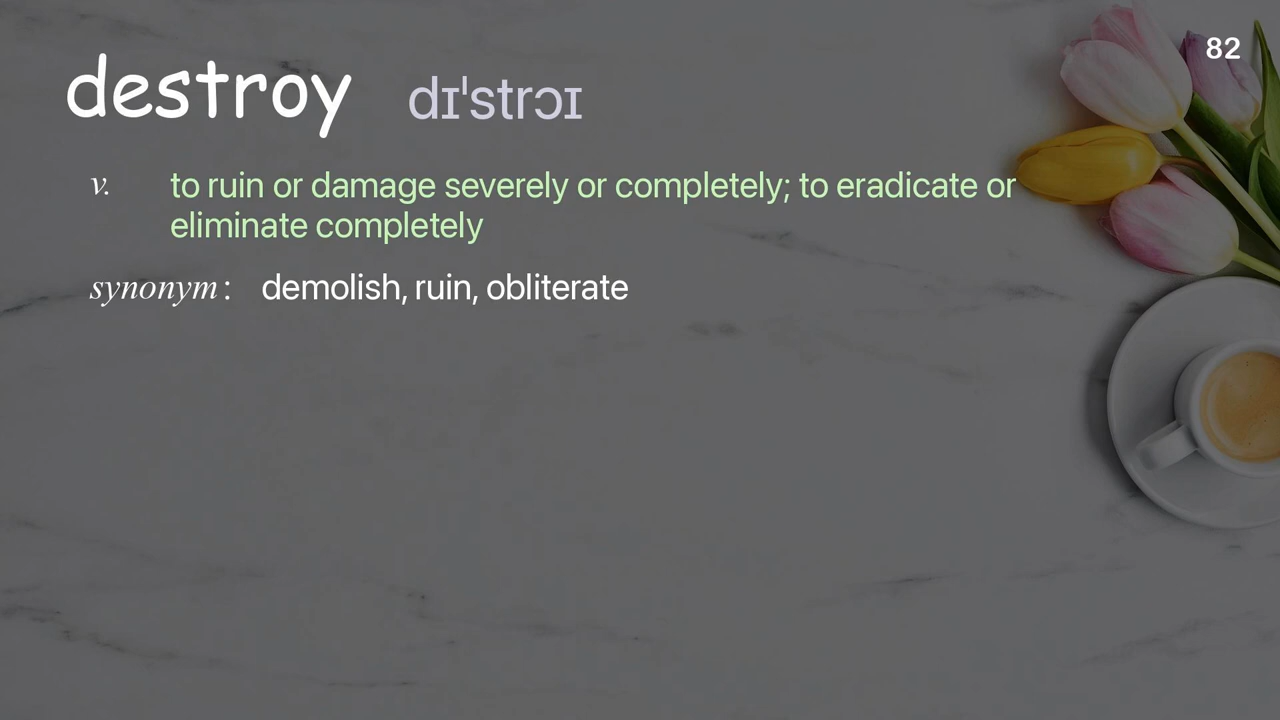 82
destroy dɪˈstrɔɪ
v. to ruin or damage severely or completely; to eradicate or
eliminate completely
synonym : demolish, ruin, obliterate